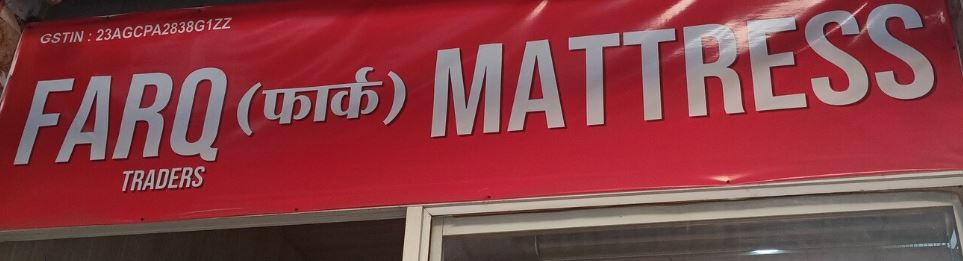 GSTIN : 23AGCPA2838G1ZZ
FARQ (फार्क) MATTRESS
TRADERS